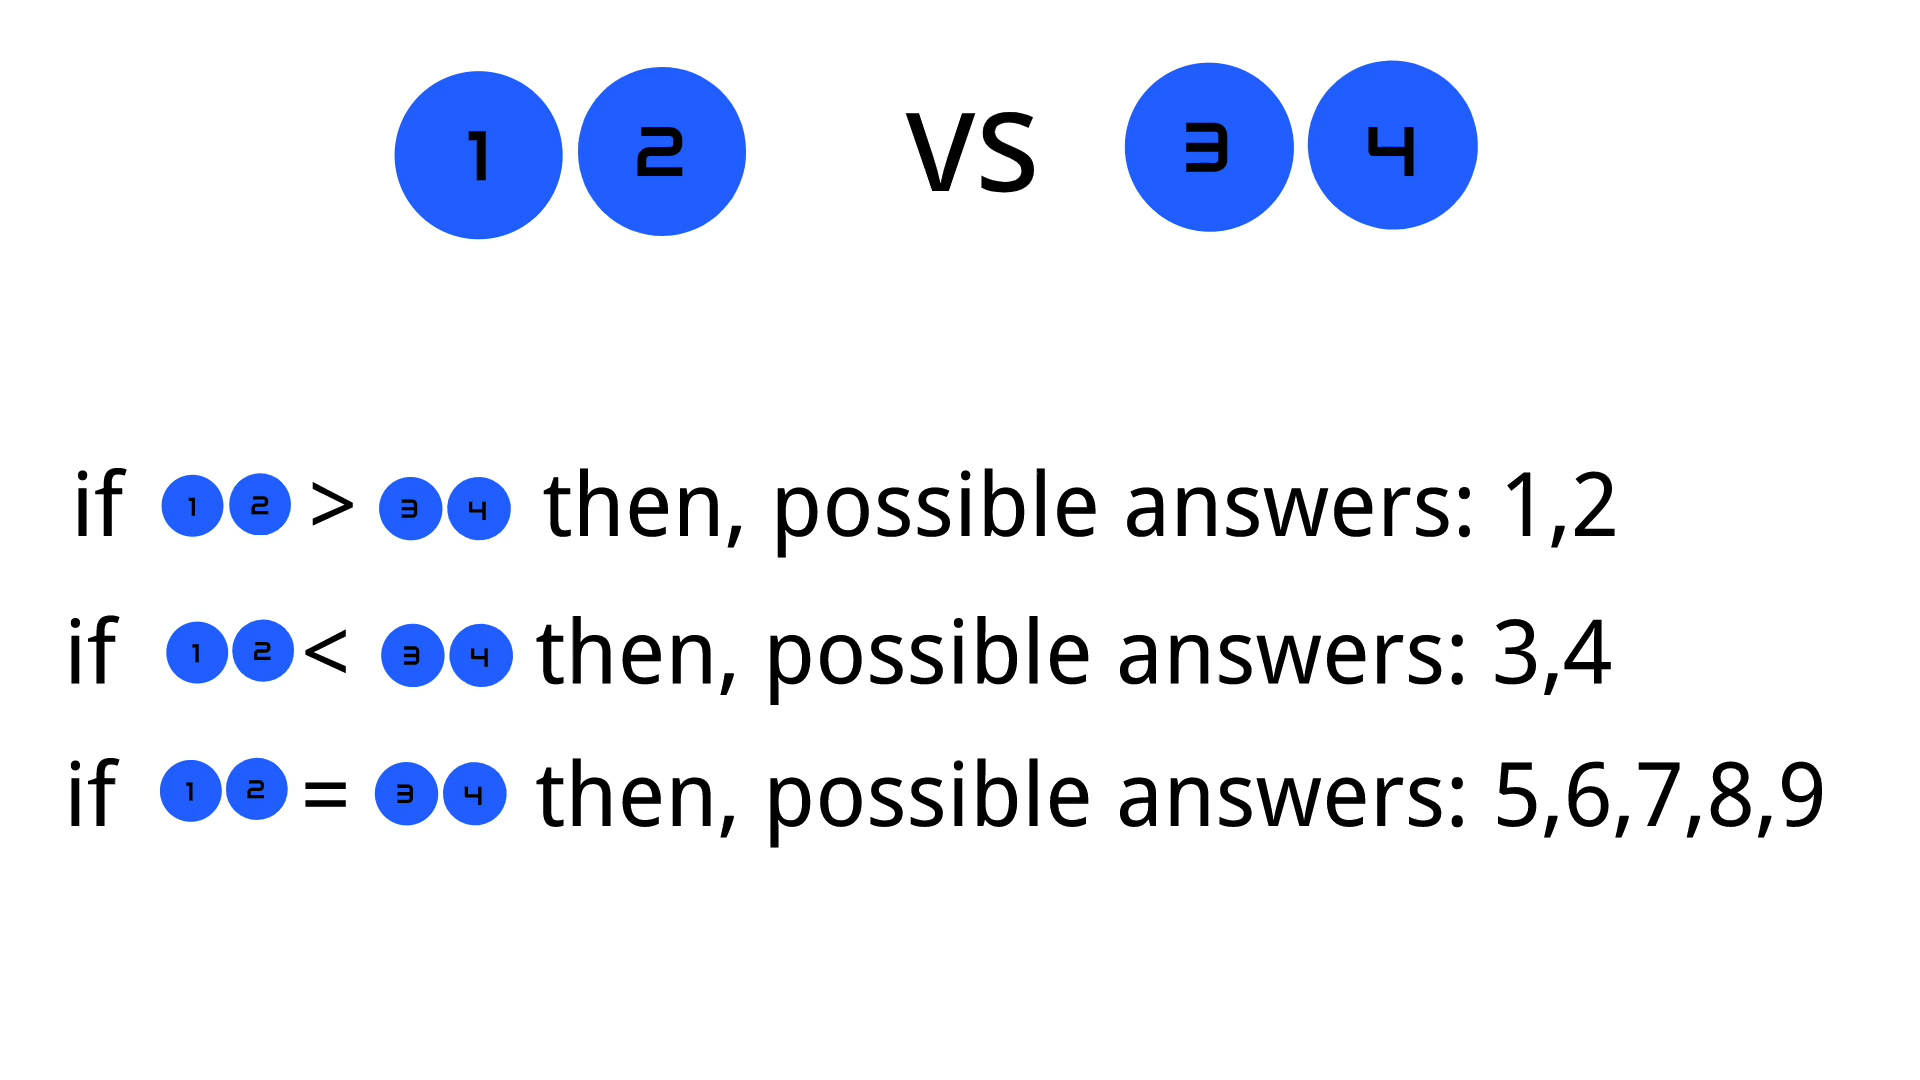 1 2 vs 3 4
if 1 2 > 3 4 then, possible answers: 1,2
if 1 2 < 3 4 then, possible answers: 3,4
if 1 2 = 3 4 then, possible answers: 5,6,7,8,9